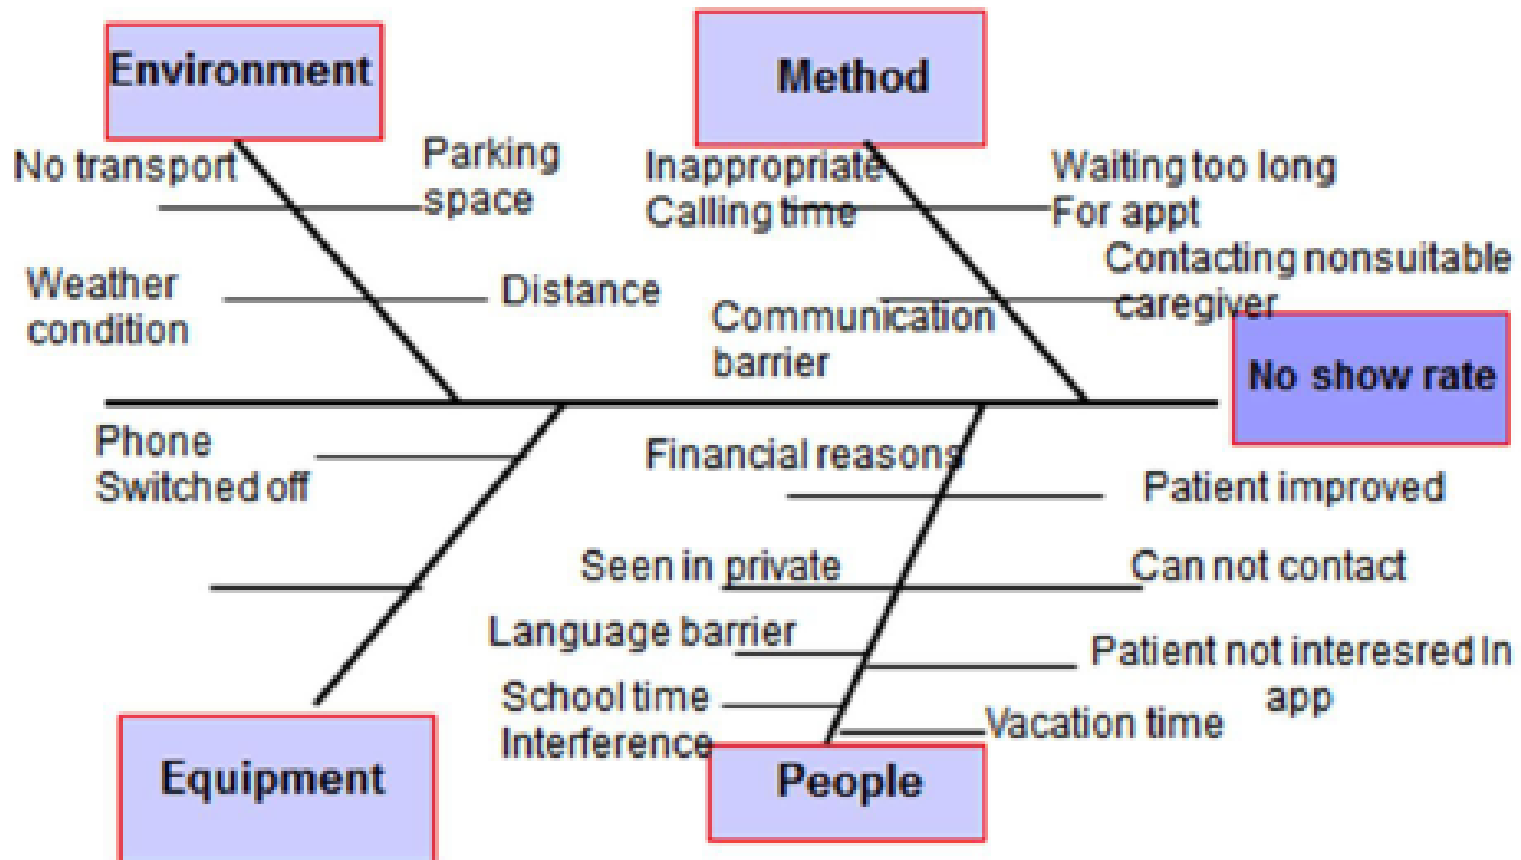 Environment
Method
No transport
Parking
space
Inappropriate
Calling time
Waiting too long
For appt
Weather
condition
Distance
Communication
barrier
Contacting nonsuitable
caregiver
No show rate
Phone
Switched off
Financial reasons
Patient improved
Seen in private
Can not contact
Language barrier
Patient not interesred In
app
School time
Interference
Vacation time
Equipment
People